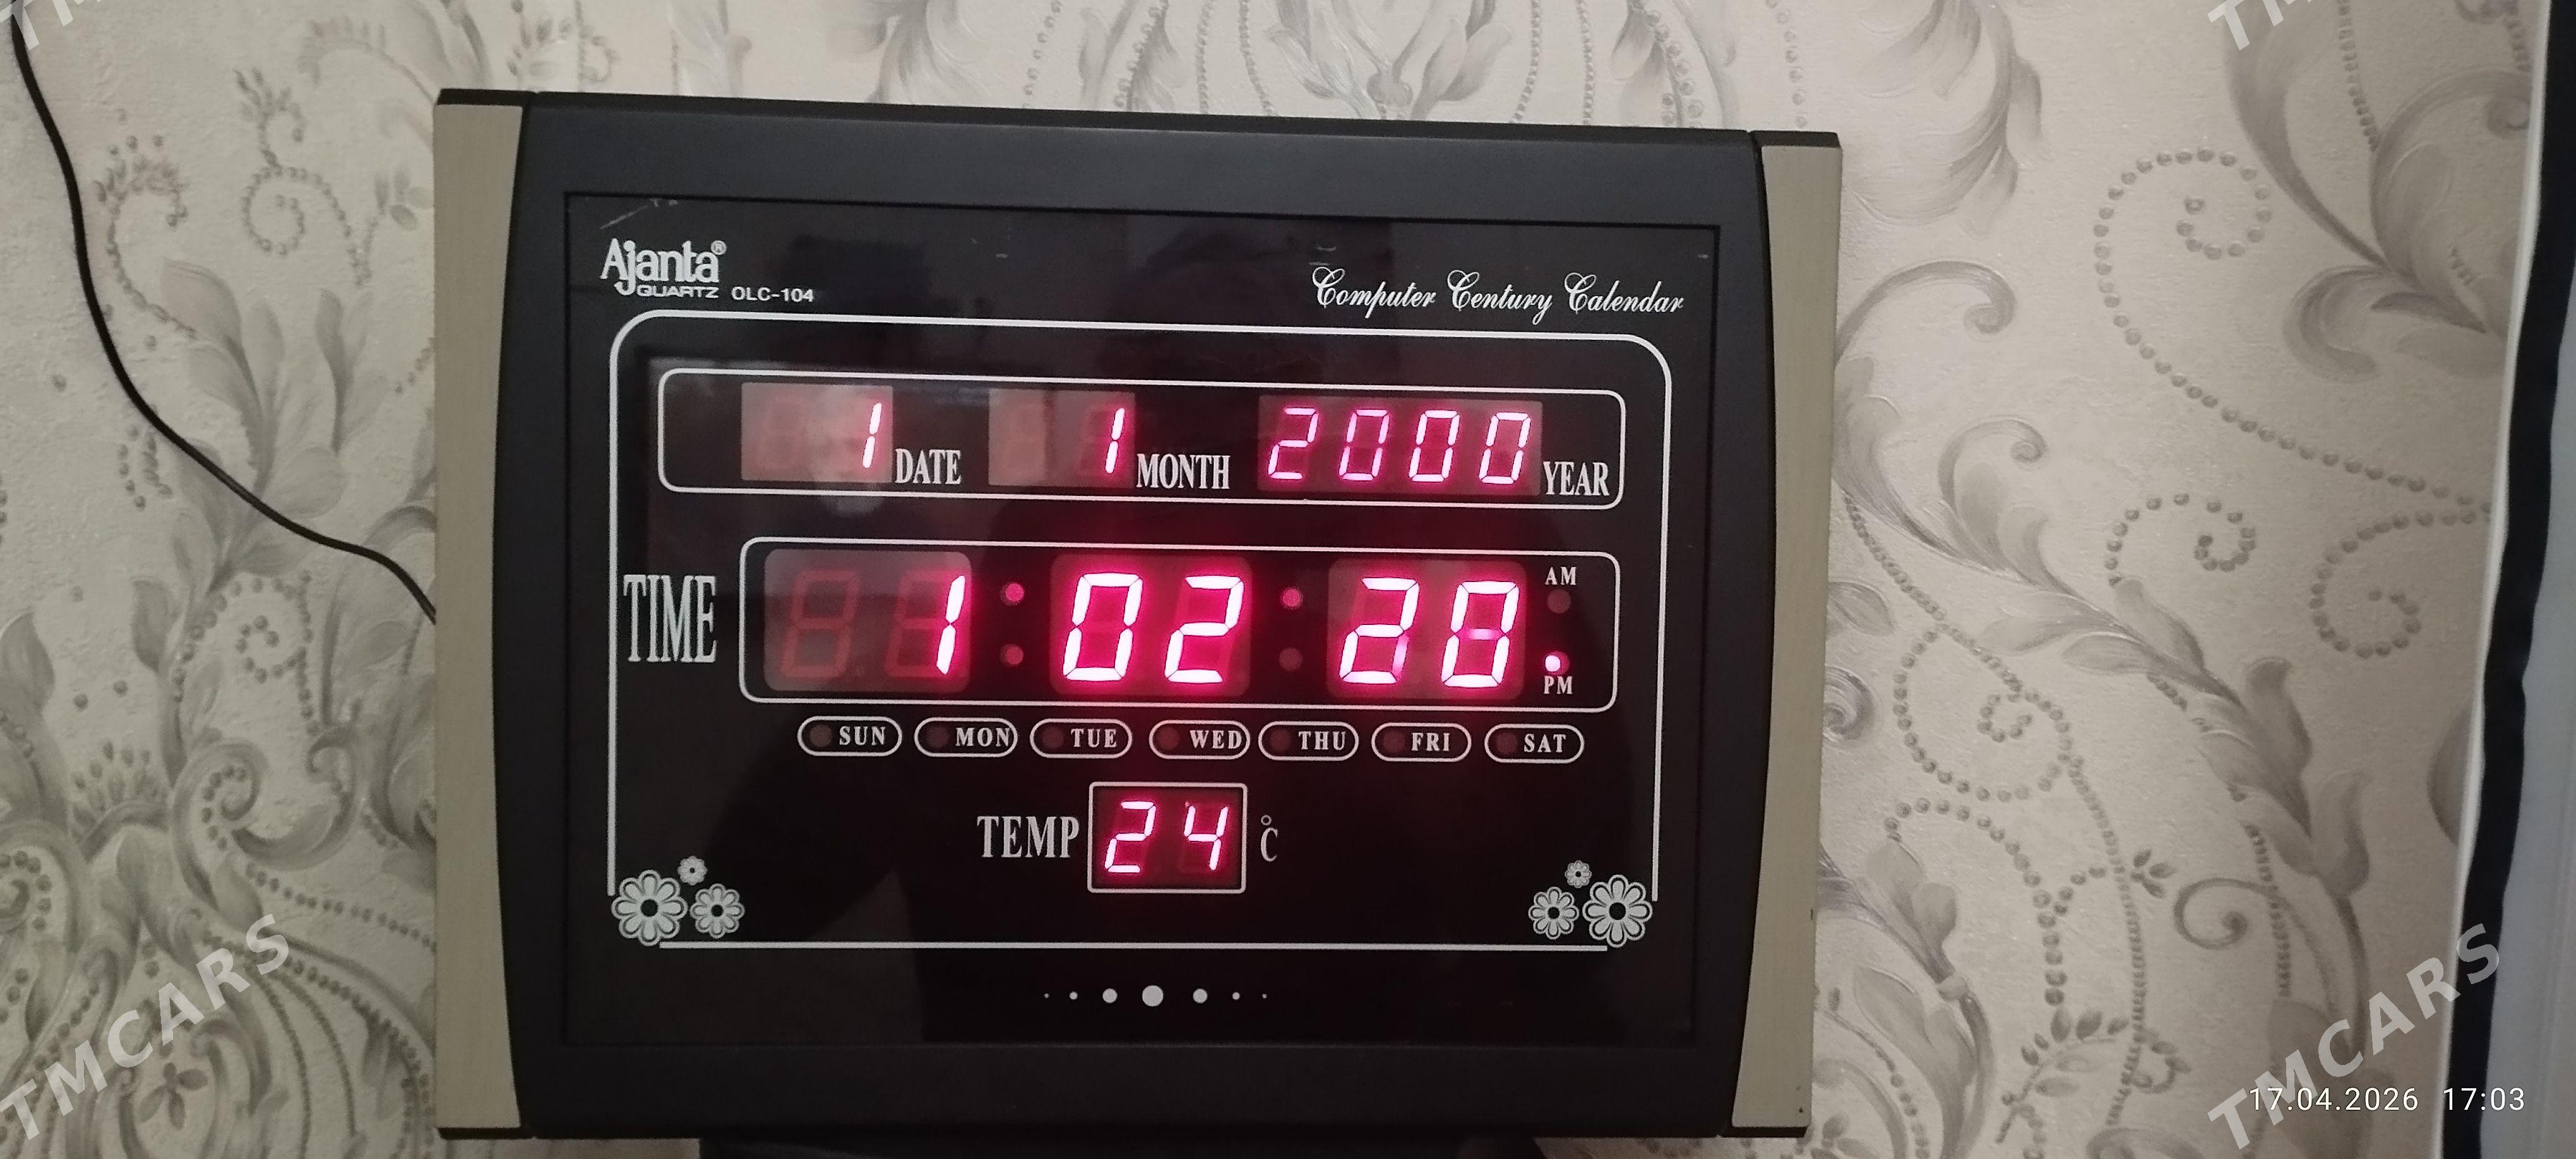 Ajanta®
QUARTZ OLC-104
Computer Century Calendar
1 DATE 1 MONTH 2000 YEAR
TIME 1:02:20 AM PM
SUN MON TUE WED THU FRI SAT
TEMP 24 °C
TMCARS
TMCARS
17.04.2026 17:03